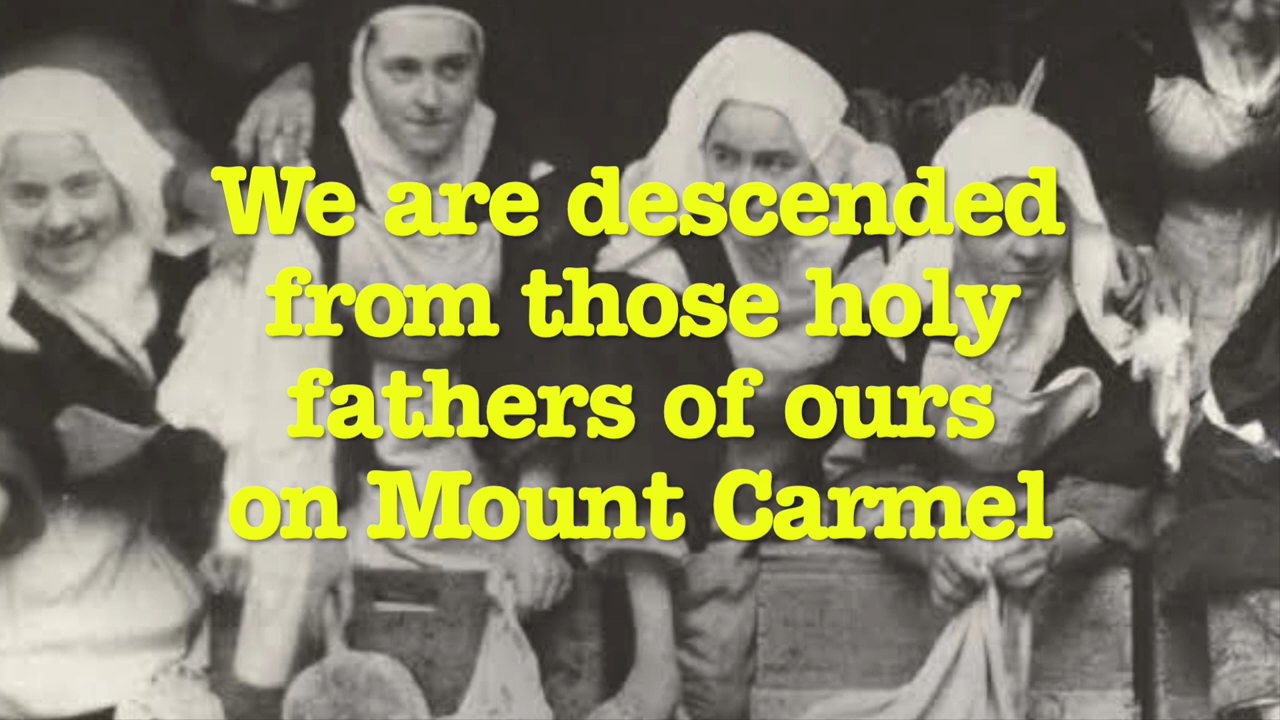 We are descended
from those holy
fathers of ours
on Mount Carmel